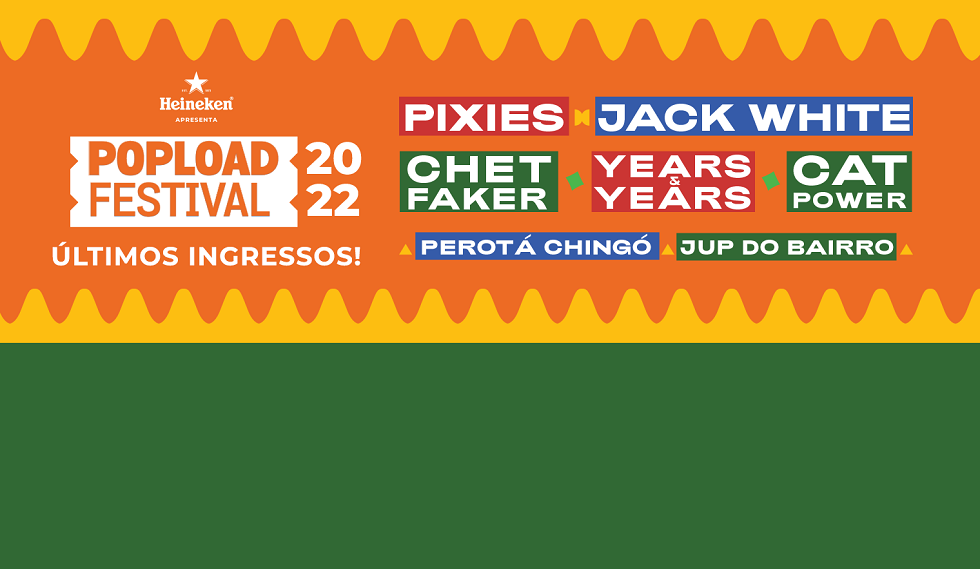 Heineken®
APRESENTA
POPLOAD
FESTIVAL
20
22
ÚLTIMOS INGRESSOS!
PIXIES JACK WHITE
CHET
FAKER
YEARS
&
YEARS
CAT
POWER
PEROTÁ CHINGÓ JUP DO BAIRRO